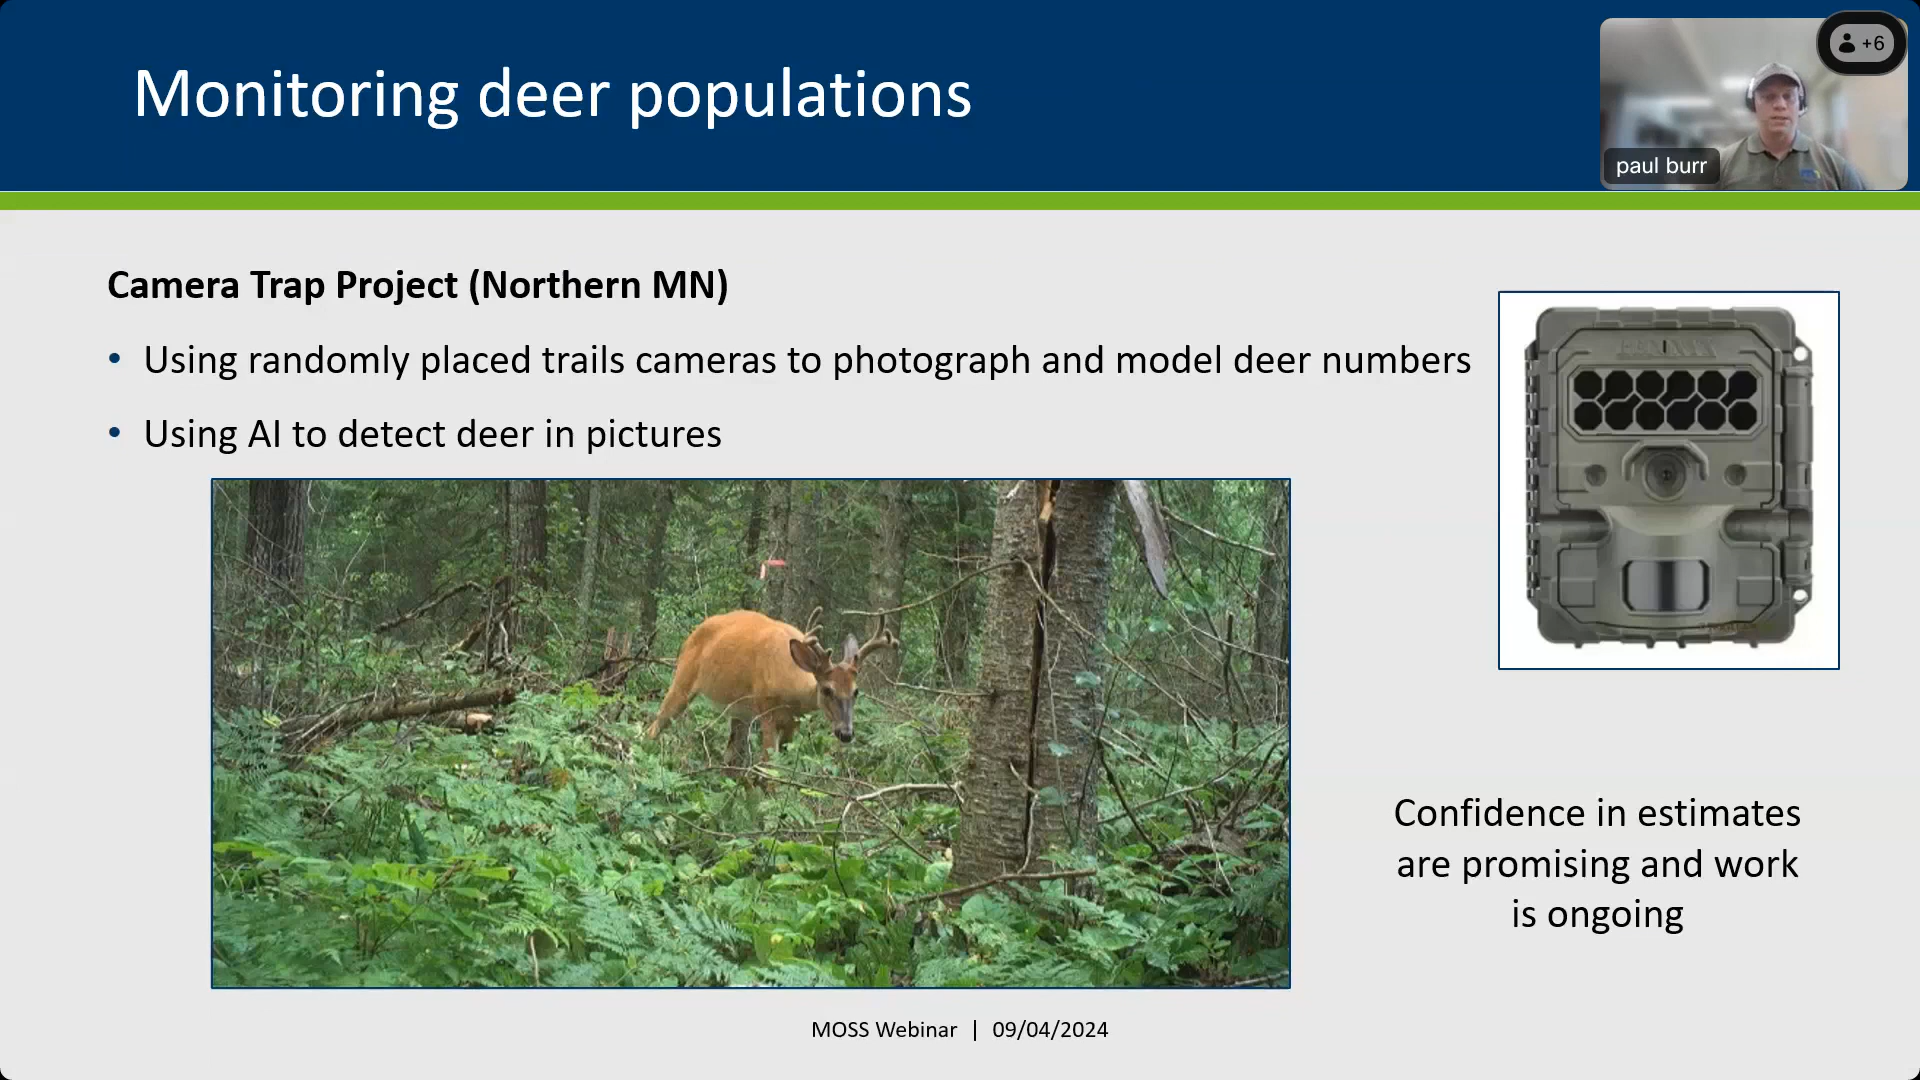 Monitoring deer populations
+6
paul burr
Camera Trap Project (Northern MN)
• Using randomly placed trails cameras to photograph and model deer numbers
• Using AI to detect deer in pictures
Confidence in estimates
are promising and work
is ongoing
MOSS Webinar | 09/04/2024